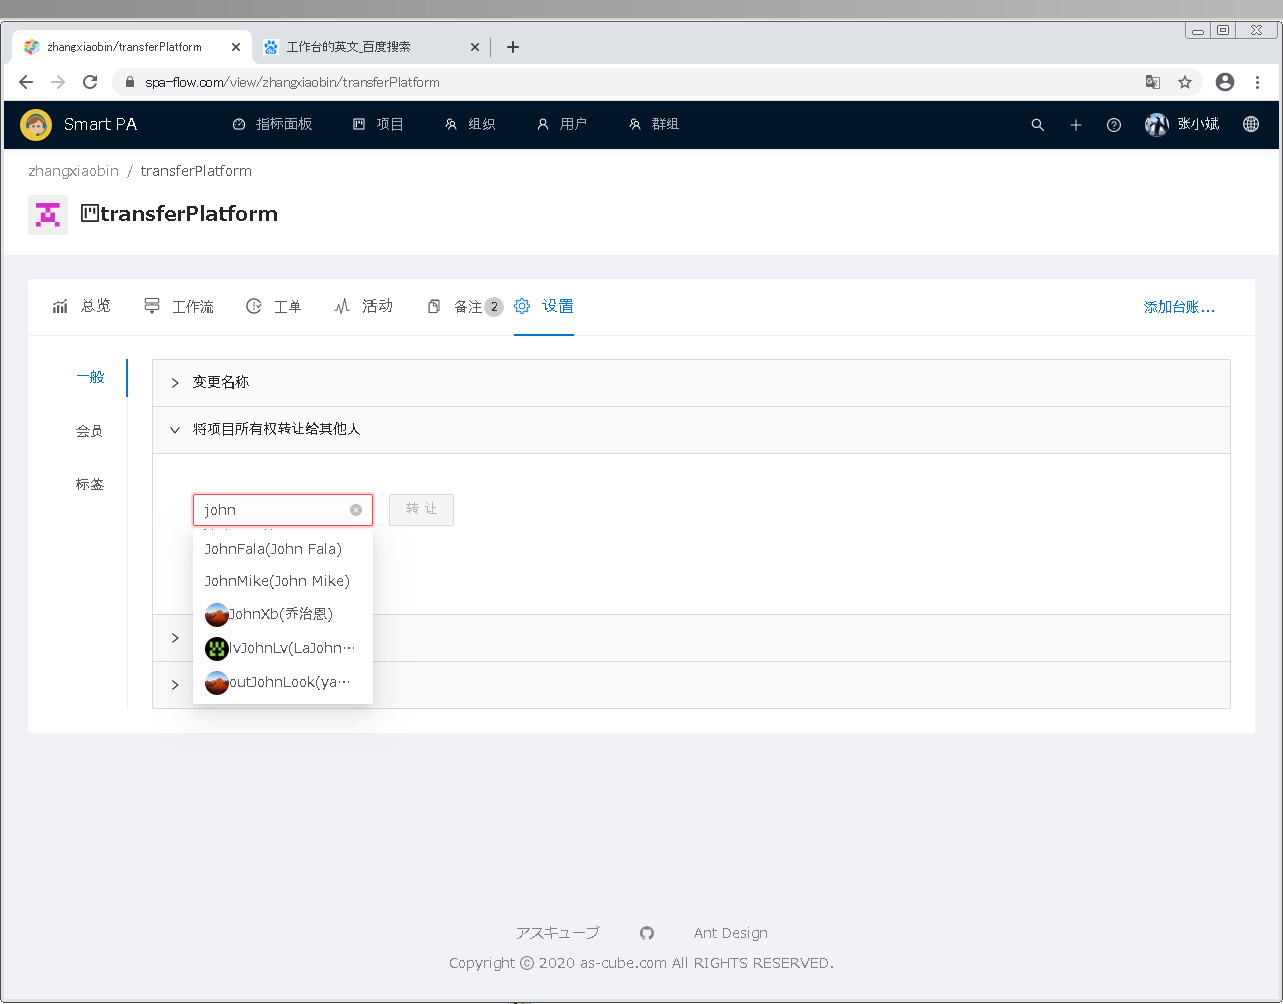 zhangxiaobin/transferPlatform
工作台的英文_百度搜索
spa-flow.com/view/zhangxiaobin/transferPlatform
Smart PA 指标面板 项目 组织 用户 群组 张小斌
zhangxiaobin / transferPlatform
transferPlatform
总览 工作流 工单 活动 备注 2 设置 添加台账...
一般
会员
标签
变更名称
将项目所有权转让给其他人
john 转 让
JohnFala(John Fala)
JohnMike(John Mike)
JohnXb(乔治恩)
lvJohnLv(LaJohn...
outJohnLook(ya...
アスキューブ Ant Design
Copyright © 2020 as-cube.com All RIGHTS RESERVED.